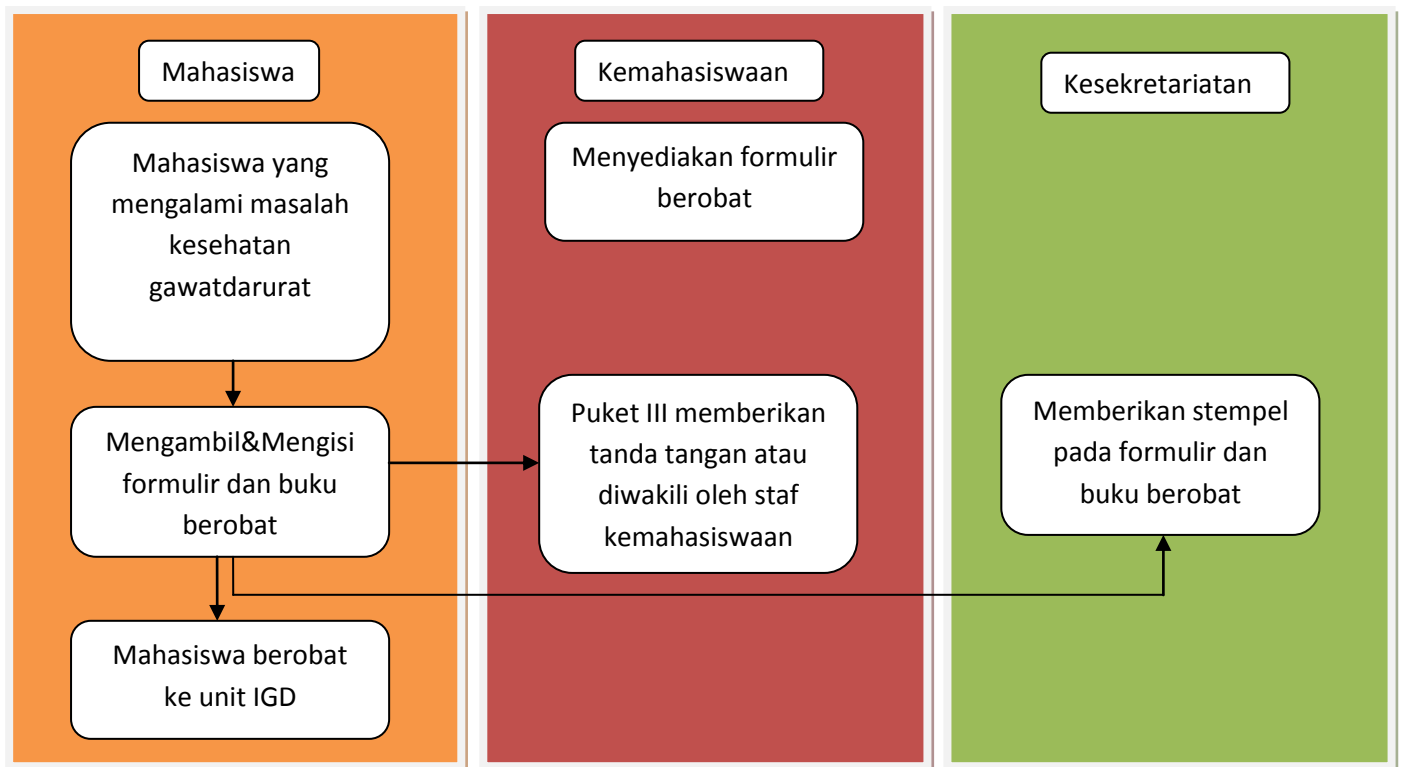 Mahasiswa
Mahasiswa yang
mengalami masalah
kesehatan
gawatdarurat
Mengambil&Mengisi
formulir dan buku
berobat
Mahasiswa berobat
ke unit IGD
Kemahasiswaan
Menyediakan formulir
berobat
Puket III memberikan
tanda tangan atau
diwakili oleh staf
kemahasiswaan
Kesekretariatan
Memberikan stempel
pada formulir dan
buku berobat